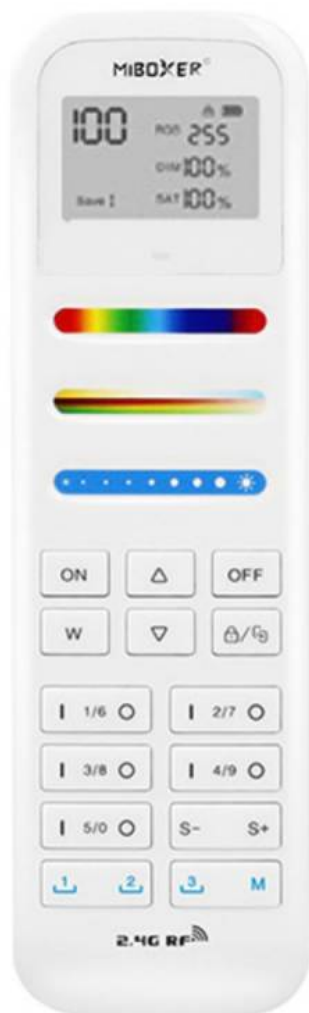 MIBOXER®
100 RGB 255
DIM 100%
Save 1 SAT 100%
ON OFF
W
1/6 2/7
3/8 4/9
5/0 S- S+
1 2 3 M
2.4G RF